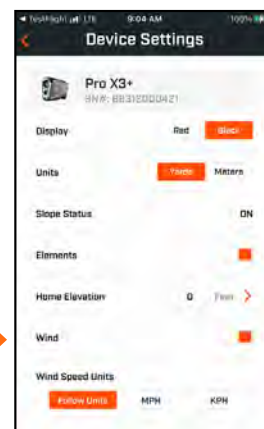 TestFlight LTE 9:04 AM 100%
Device Settings
Pro X3+
Display Red Black
Units Yards Meters
Slope Status ON
Elements
Home Elevation 0 Feet
Wind
Wind Speed Units
Follow Units MPH KPH